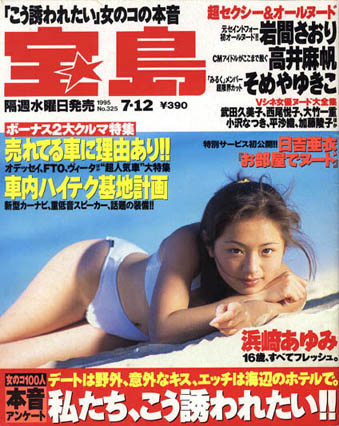 「こう誘われたい」女のコの本音
超セクシー&オールヌード
元セイントフォー
初オールヌード!!
岩間さおり
CMアイドルがどこまで脱ぐ
高井麻帆
「みるく」メンバー
超限界カット
そめやゆきこ
宝島
隔週水曜日発売
1995
No.325
7・12
¥390
Vシネ女優ヌード大全集
武田久美子、西尾悦子、大竹一重
小沢なつき、平沙織、加藤陵子!!
ボーナス2大クルマ特集
売れてる車に理由あり!!
オデッセイ、FTO、ヴィータ!!"超人気車"大特集
車内ハイテク基地計画
新型カーナビ、重低音スピーカー、話題の装備!!
特別サービス初公開!!
日吉亜衣
「お部屋でヌード」
浜崎あゆみ
16歳、すべてフレッシュ。
女のコ100人
本音
アンケート
デートは野外、意外なキス、エッチは海辺のホテルで。
私たち、こう誘われたい!!